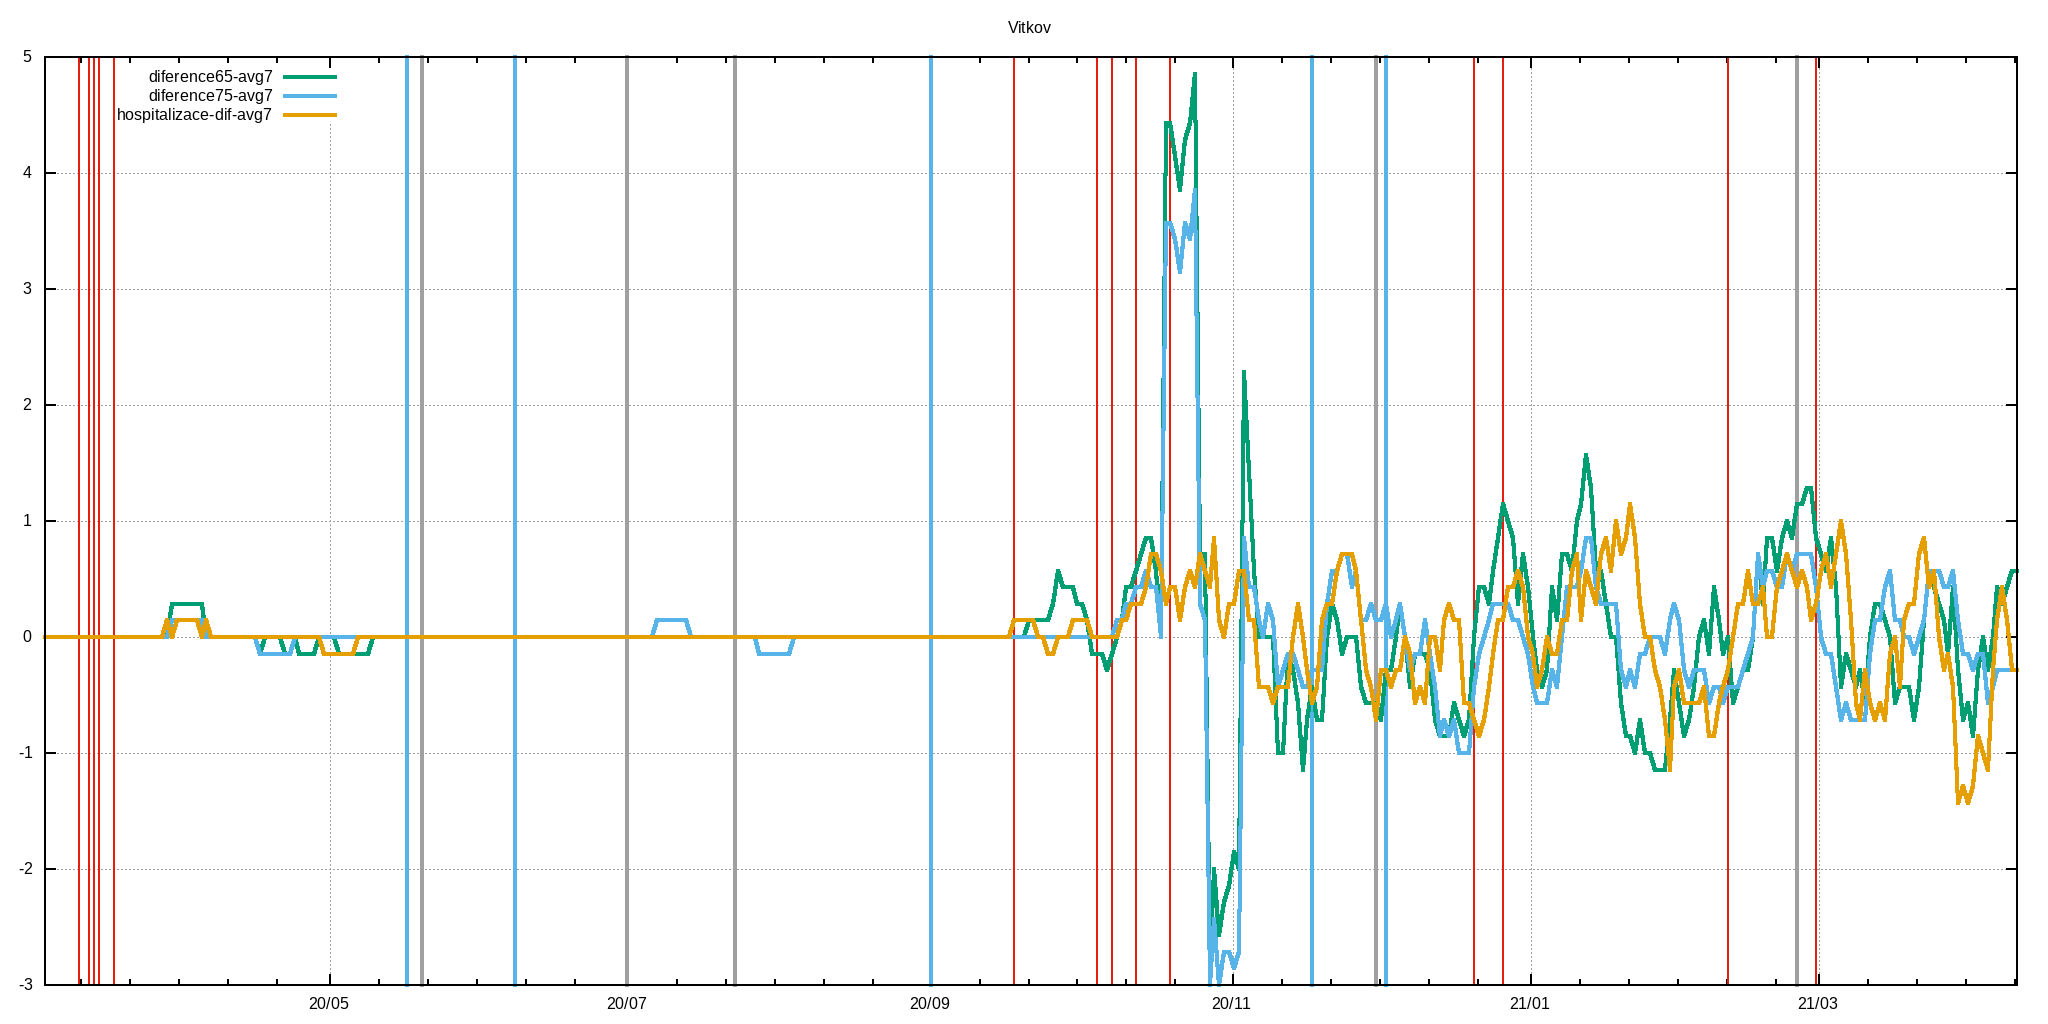 Vitkov
diference65-avg7
diference75-avg7
hospitalizace-dif-avg7
5
4
3
2
1
0
-1
-2
-3
20/05 20/07 20/09 20/11 21/01 21/03